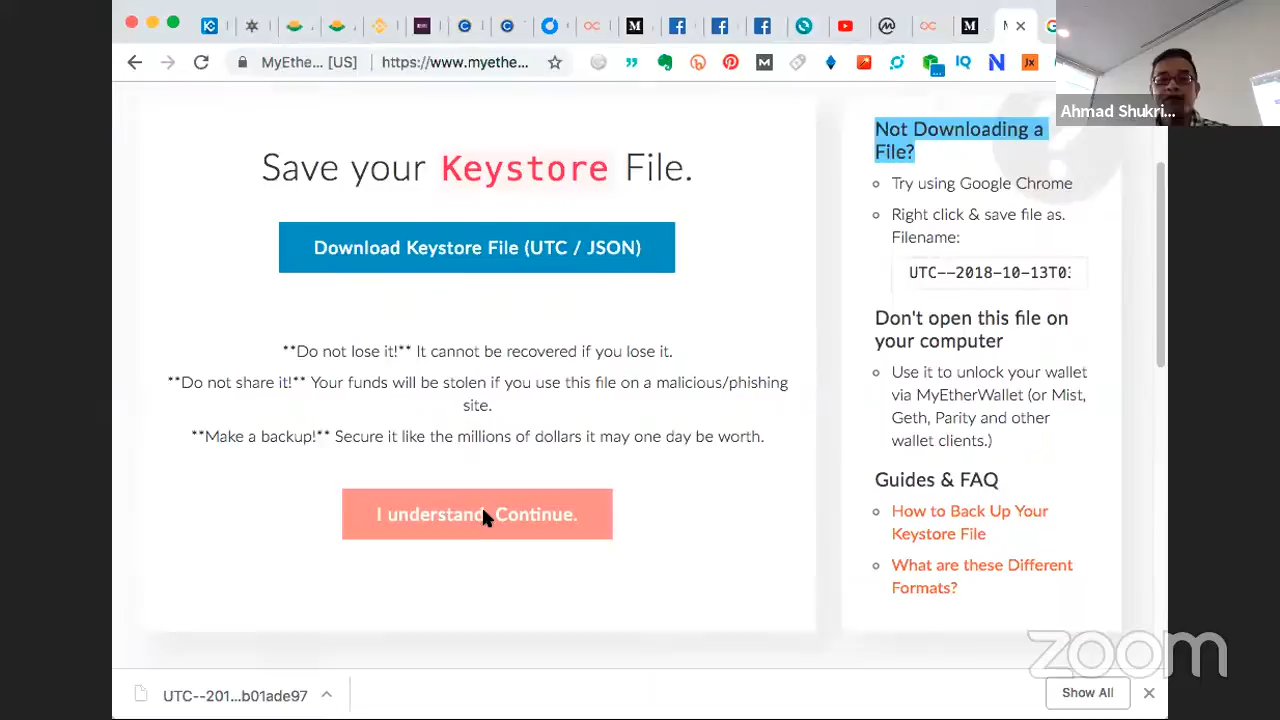 MyEthe... [US]
https://www.myethe...
IQ
Jx
Ahmad Shukri...
Save your Keystore File.
Download Keystore File (UTC / JSON)
**Do not lose it!** It cannot be recovered if you lose it.
**Do not share it!** Your funds will be stolen if you use this file on a malicious/phishing
site.
**Make a backup!** Secure it like the millions of dollars it may one day be worth.
I understand. Continue.
Not Downloading a
File?
Try using Google Chrome
Right click & save file as.
Filename:
UTC--2018-10-13T0
Don't open this file on
your computer
Use it to unlock your wallet
via MyEtherWallet (or Mist,
Geth, Parity and other
wallet clients.)
Guides & FAQ
How to Back Up Your
Keystore File
What are these Different
Formats?
zoom
UTC--201...b01ade97
Show All